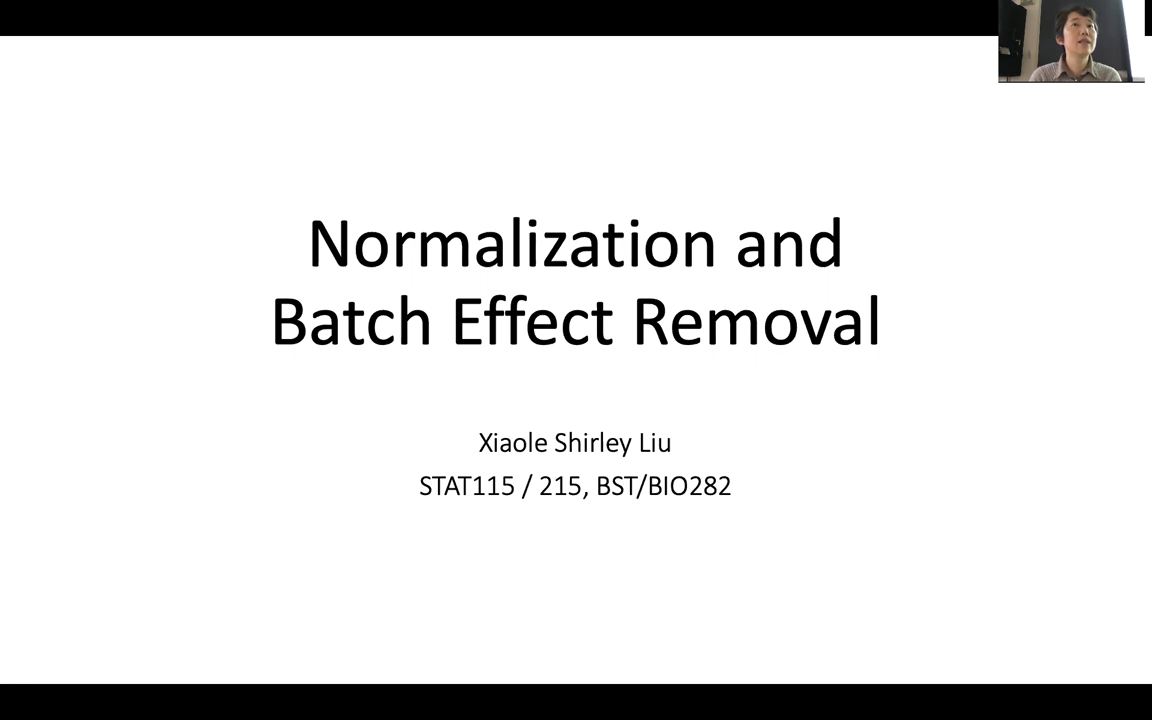 Normalization and
Batch Effect Removal
Xiaole Shirley Liu
STAT115 / 215, BST/BIO282